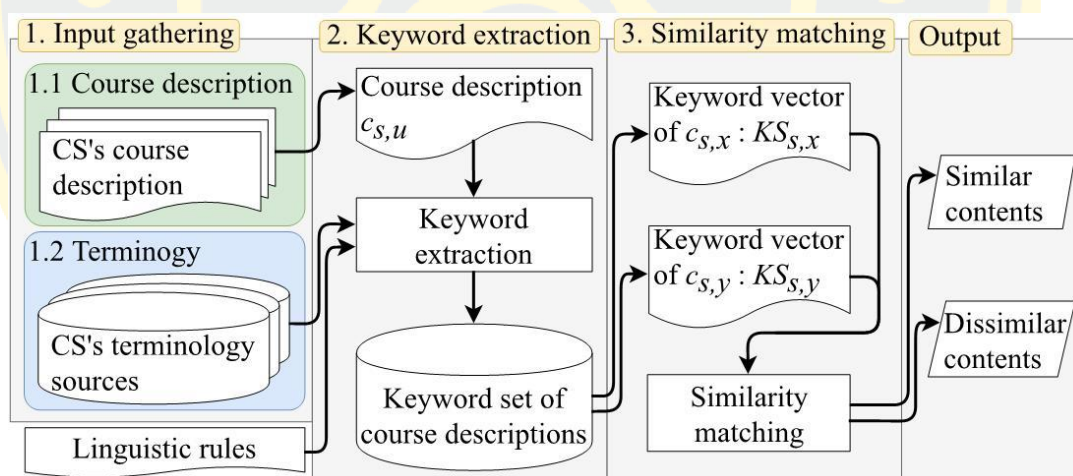 1. Input gathering
1.1 Course description
CS's course
description
1.2 Terminogy
CS's terminology
sources
Linguistic rules
2. Keyword extraction
Course description
c_{s,u}
Keyword
extraction
Keyword set of
course descriptions
3. Similarity matching
Keyword vector
of c_{s,x} : KS_{s,x}
Keyword vector
of c_{s,y} : KS_{s,y}
Similarity
matching
Output
Similar
contents
Dissimilar
contents